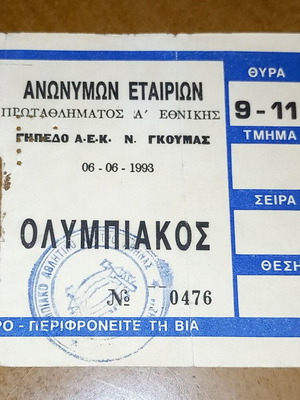 ΑΝΩΝΥΜΩΝ ΕΤΑΙΡΙΩΝ
ΠΡΩΤΑΘΛΗΜΑΤΟΣ Α' ΕΘΝΙΚΗΣ
ΓΗΠΕΔΟ Α.Ε.Κ. Ν. ΓΚΟΥΜΑΣ
06-06-1993
ΟΛΥΜΠΙΑΚΟΣ
№ 0476
ΡΟ - ΠΕΡΙΦΡΟΝΕΙΤΕ ΤΗ ΒΙΑ
ΘΥΡΑ
9-11
ΤΜΗΜΑ
ΣΕΙΡΑ
ΘΕΣΗ